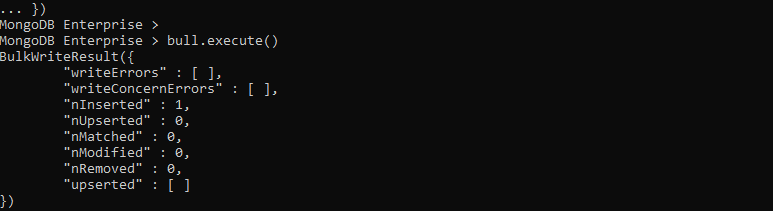 ... })
MongoDB Enterprise >
MongoDB Enterprise > bull.execute()
BulkWriteResult({
        "writeErrors" : [ ],
        "writeConcernErrors" : [ ],
        "nInserted" : 1,
        "nUpserted" : 0,
        "nMatched" : 0,
        "nModified" : 0,
        "nRemoved" : 0,
        "upserted" : [ ]
})